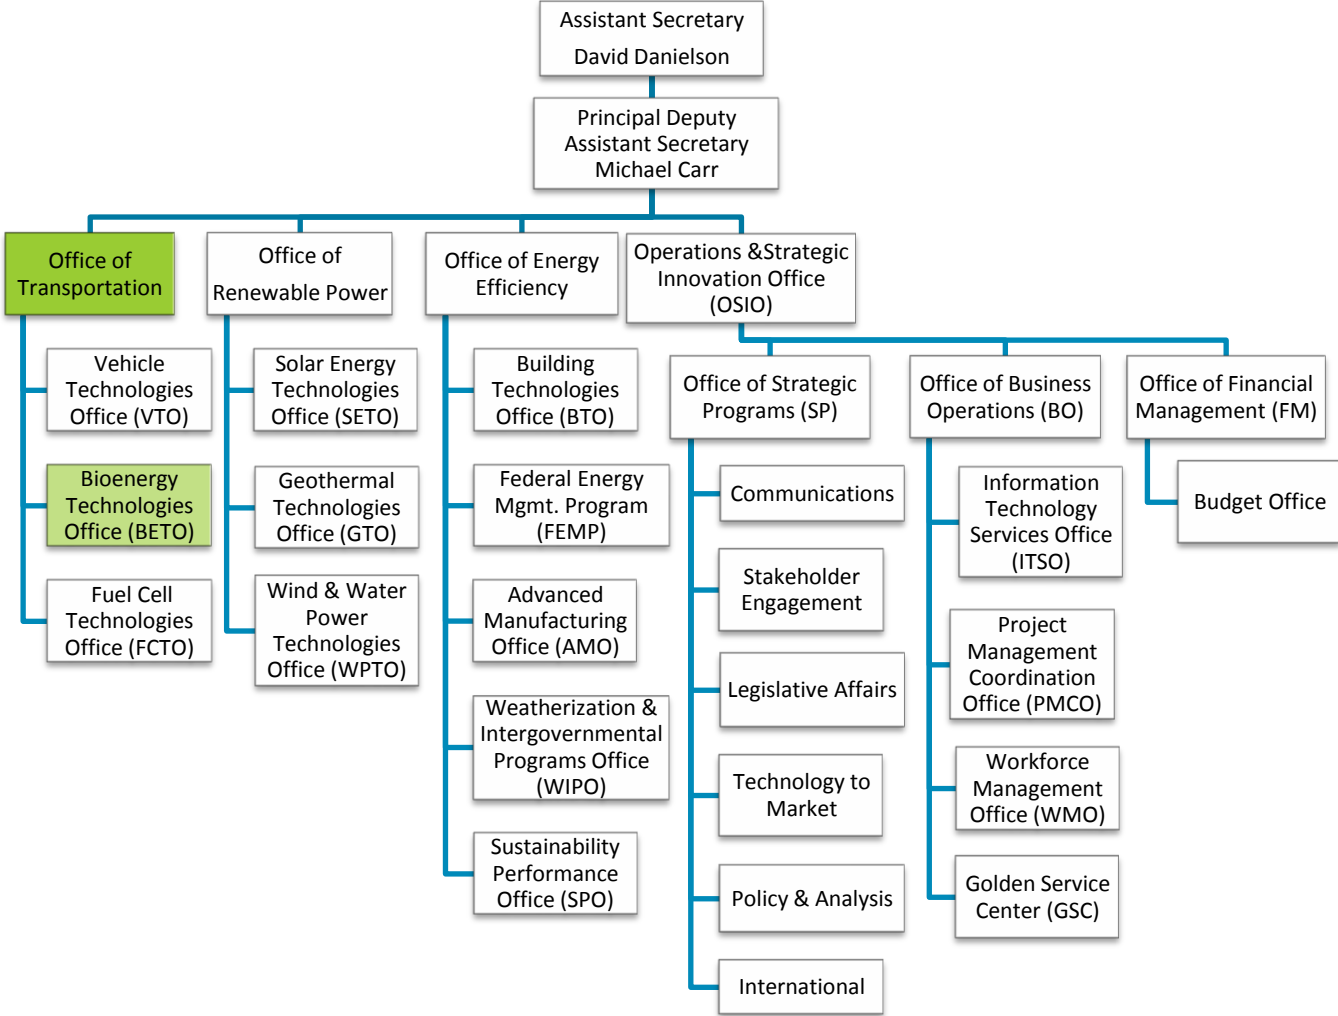 Assistant Secretary
David Danielson
Principal Deputy
Assistant Secretary
Michael Carr
Office of
Transportation
Office of
Renewable Power
Office of Energy
Efficiency
Operations &Strategic
Innovation Office
(OSIO)
Vehicle
Technologies
Office (VTO)
Bioenergy
Technologies
Office (BETO)
Fuel Cell
Technologies
Office (FCTO)
Solar Energy
Technologies
Office (SETO)
Geothermal
Technologies
Office (GTO)
Wind & Water
Power
Technologies
Office (WPTO)
Building
Technologies
Office (BTO)
Federal Energy
Mgmt. Program
(FEMP)
Advanced
Manufacturing
Office (AMO)
Weatherization &
Intergovernmental
Programs Office
(WIPO)
Sustainability
Performance
Office (SPO)
Office of Strategic
Programs (SP)
Communications
Stakeholder
Engagement
Legislative Affairs
Technology to
Market
Policy & Analysis
International
Office of Business
Operations (BO)
Information
Technology
Services Office
(ITSO)
Project
Management
Coordination
Office (PMCO)
Workforce
Management
Office (WMO)
Golden Service
Center (GSC)
Office of Financial
Management (FM)
Budget Office